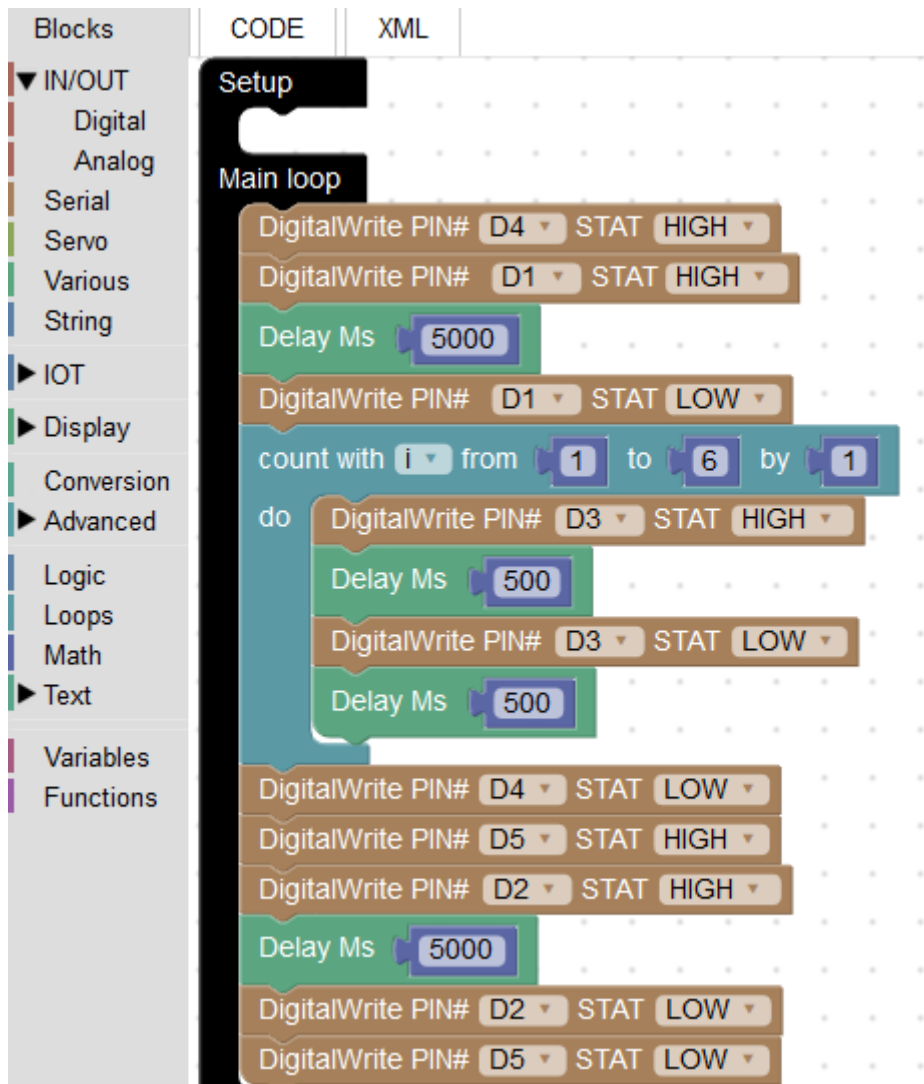 Blocks
CODE
XML
IN/OUT
Digital
Analog
Serial
Servo
Various
String
IOT
Display
Conversion
Advanced
Logic
Loops
Math
Text
Variables
Functions
Setup
Main loop
DigitalWrite PIN# D4 STAT HIGH
DigitalWrite PIN# D1 STAT HIGH
Delay Ms 5000
DigitalWrite PIN# D1 STAT LOW
count with i from 1 to 6 by 1
do DigitalWrite PIN# D3 STAT HIGH
Delay Ms 500
DigitalWrite PIN# D3 STAT LOW
Delay Ms 500
DigitalWrite PIN# D4 STAT LOW
DigitalWrite PIN# D5 STAT HIGH
DigitalWrite PIN# D2 STAT HIGH
Delay Ms 5000
DigitalWrite PIN# D2 STAT LOW
DigitalWrite PIN# D5 STAT LOW